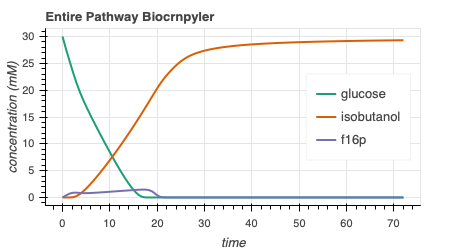 Entire Pathway Biocrnpyler
concentration (mM)
30
25
20
15
10
5
0
glucose
isobutanol
f16p
0 10 20 30 40 50 60 70
time